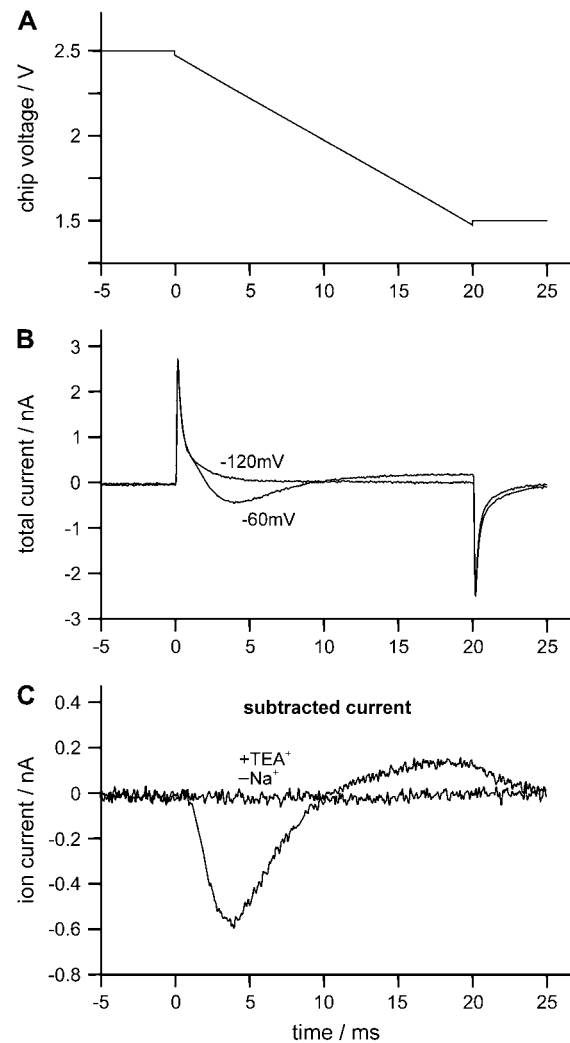 A
chip voltage / V
2.5
2
1.5
-5 0 5 10 15 20 25
B
total current / nA
3
2
1
0
-1
-2
-3
-120mV
-60mV
-5 0 5 10 15 20 25
C
subtracted current
ion current / nA
0.4
0.2
0
-0.2
-0.4
-0.6
-0.8
+TEA⁺
–Na⁺
-5 0 5 10 15 20 25
time / ms